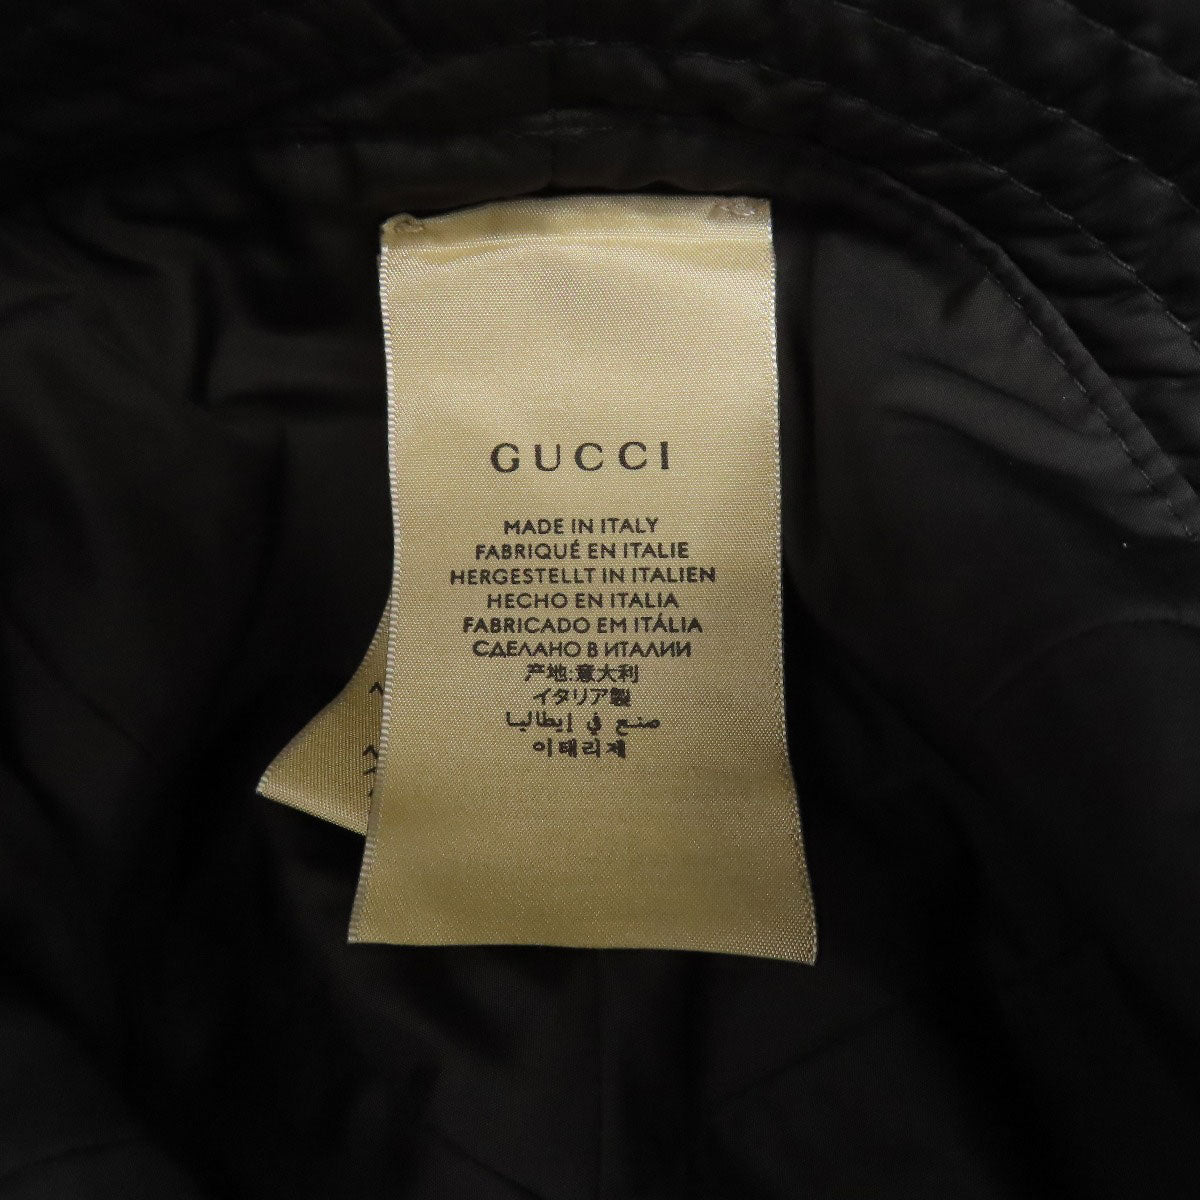 GUCCI
MADE IN ITALY
FABRIQUÉ EN ITALIE
HERGESTELLT IN ITALIEN
HECHO EN ITALIA
FABRICADO EM ITÁLIA
СДЕЛАНО В ИТАЛИИ
产地:意大利
イタリア製
صنع في إيطاليا
이태리제